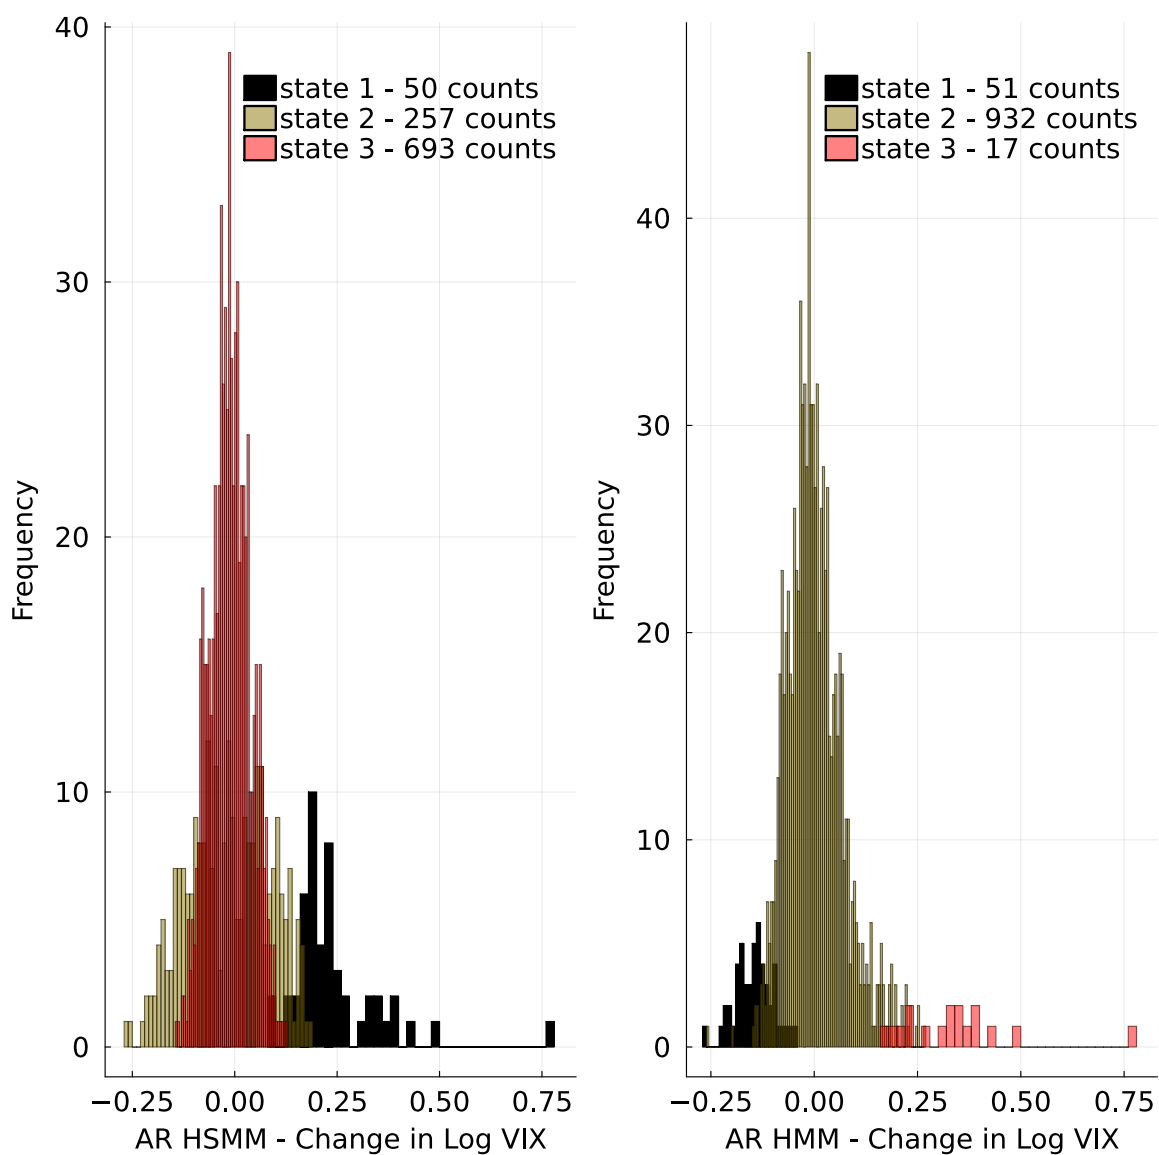 40
30
20
10
0
Frequency
state 1 - 50 counts
state 2 - 257 counts
state 3 - 693 counts
−0.25 0.00 0.25 0.50 0.75
AR HSMM - Change in Log VIX
40
30
20
10
0
Frequency
state 1 - 51 counts
state 2 - 932 counts
state 3 - 17 counts
−0.25 0.00 0.25 0.50 0.75
AR HMM - Change in Log VIX